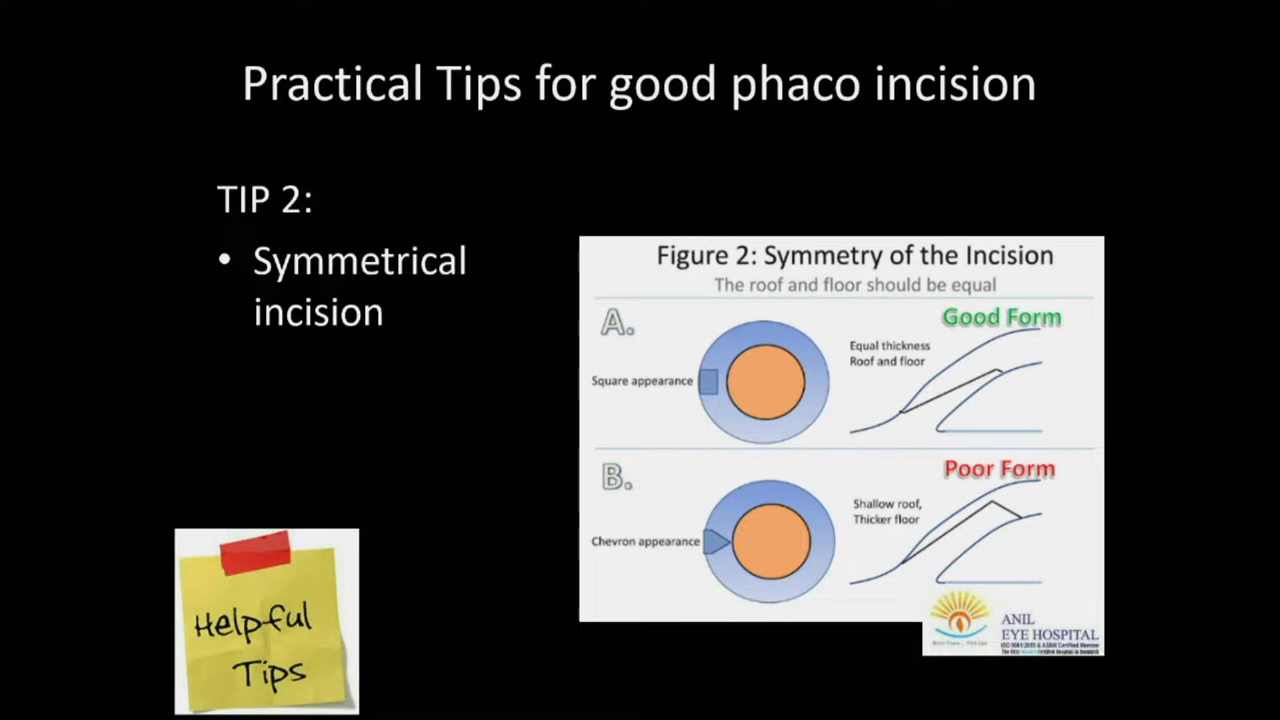 Practical Tips for good phaco incision
TIP 2:
• Symmetrical
incision
Figure 2: Symmetry of the Incision
The roof and floor should be equal
A.
Good Form
Equal thickness
Roof and floor
Square appearance
B.
Poor Form
Shallow roof,
Thicker floor
Chevron appearance
Helpful
Tips
ANIL
EYE HOSPITAL